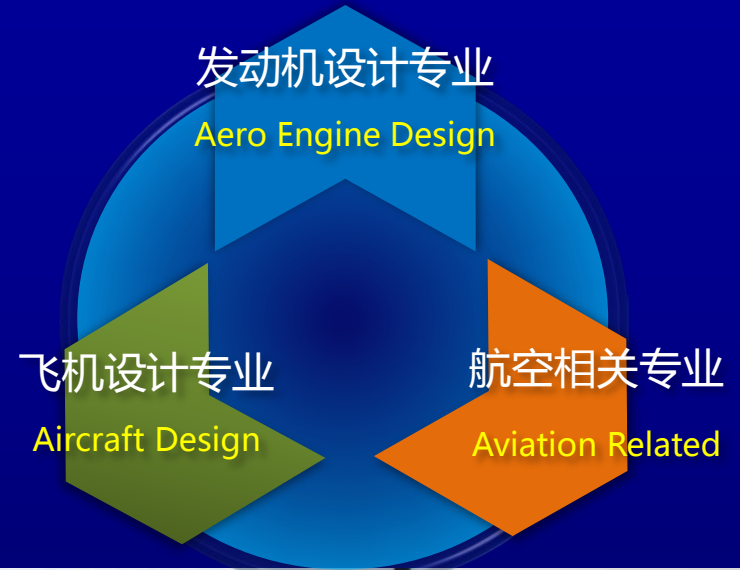 发动机设计专业
Aero Engine Design
飞机设计专业
Aircraft Design
航空相关专业
Aviation Related